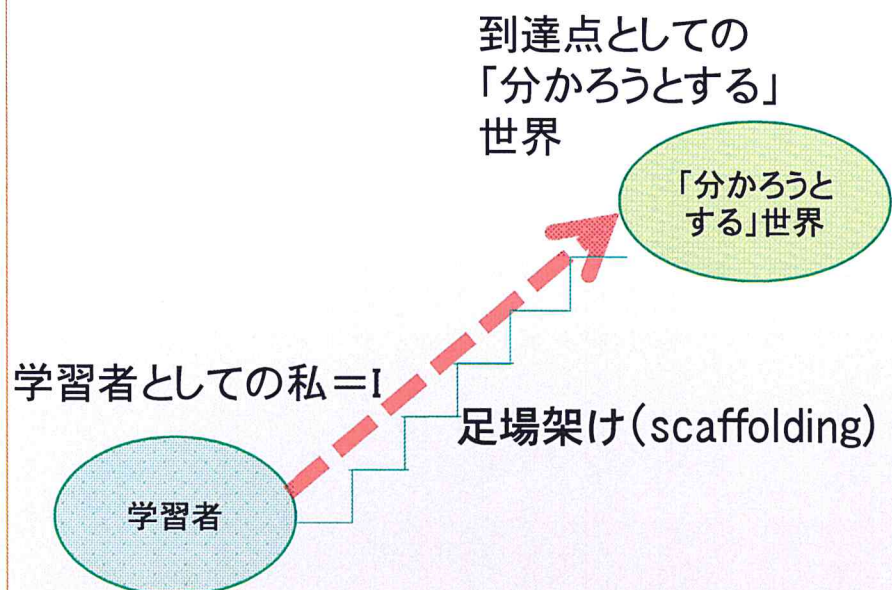 到達点としての
「分かろうとする」
世界
「分かろうと
する」世界
学習者としての私＝I
足場架け(scaffolding)
学習者